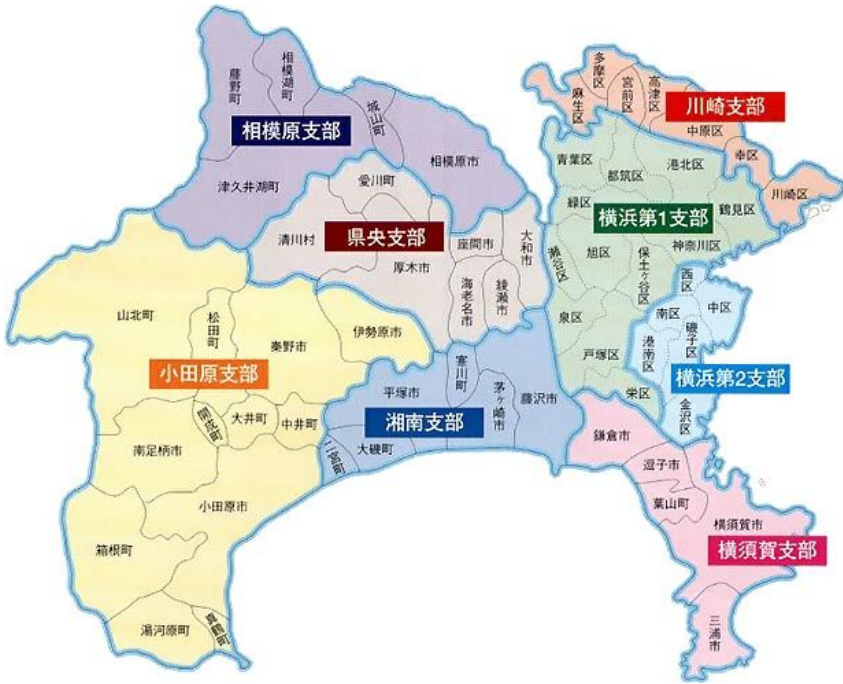 藤野町
相模湖町
城山町
相模原支部
相模原市
津久井湖町
多摩区
麻生区
宮前区
高津区
川崎支部
中原区
幸区
川崎区
青葉区
都筑区
港北区
緑区
横浜第1支部
鶴見区
神奈川区
瀬谷区
旭区
保土ヶ谷区
泉区
戸塚区
栄区
西区
中区
南区
磯子区
港南区
横浜第2支部
金沢区
愛川町
清川村
県央支部
厚木市
座間市
大和市
海老名市
綾瀬市
山北町
松田町
秦野市
伊勢原市
小田原支部
開成町
大井町
中井町
南足柄市
小田原市
箱根町
湯河原町
真鶴町
平塚市
寒川町
茅ヶ崎市
藤沢市
湘南支部
大磯町
二宮町
鎌倉市
逗子市
葉山町
横須賀市
横須賀支部
三浦市